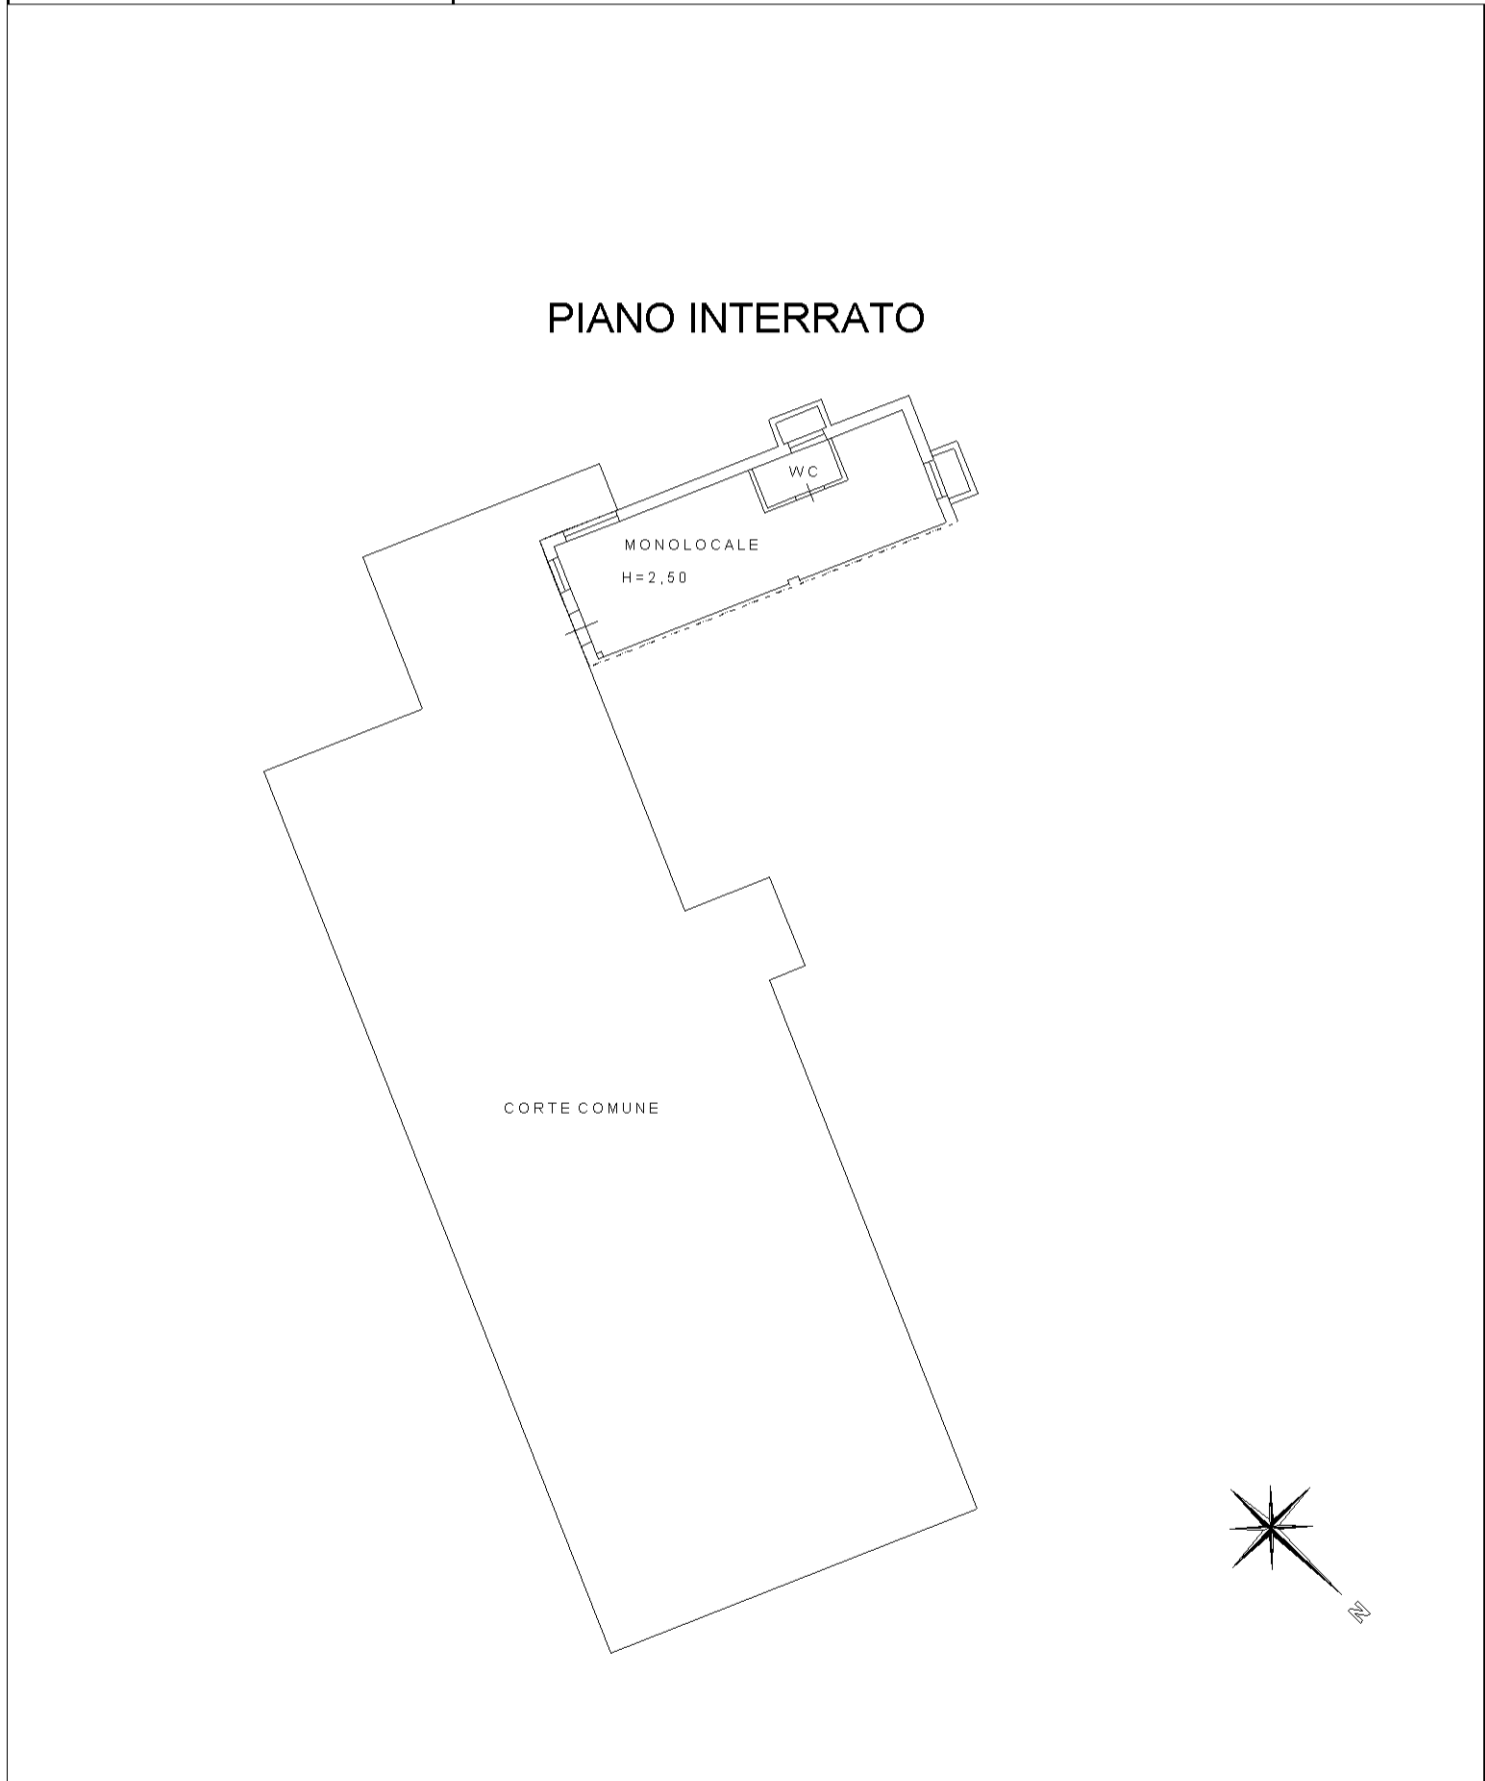 PIANO INTERRATO
WC
MONOLOCALE
H=2,50
CORTE COMUNE
N